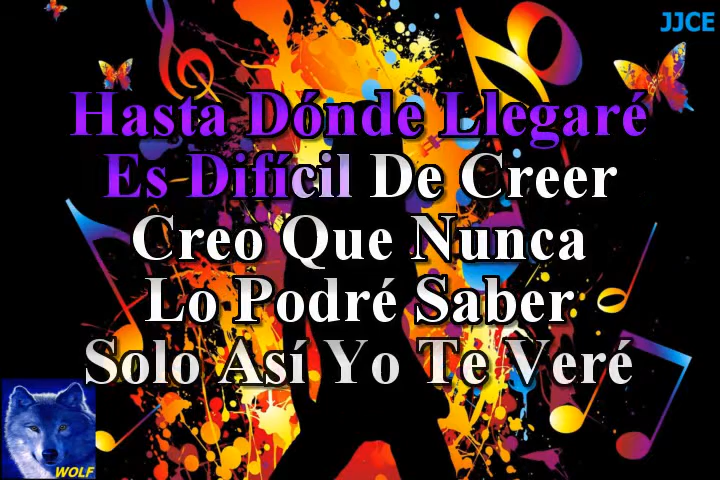 JJCE
Hasta Dónde Llegaré
Es Difícil De Creer
Creo Que Nunca
Lo Podré Saber
Solo Así Yo Te Veré
WOLF